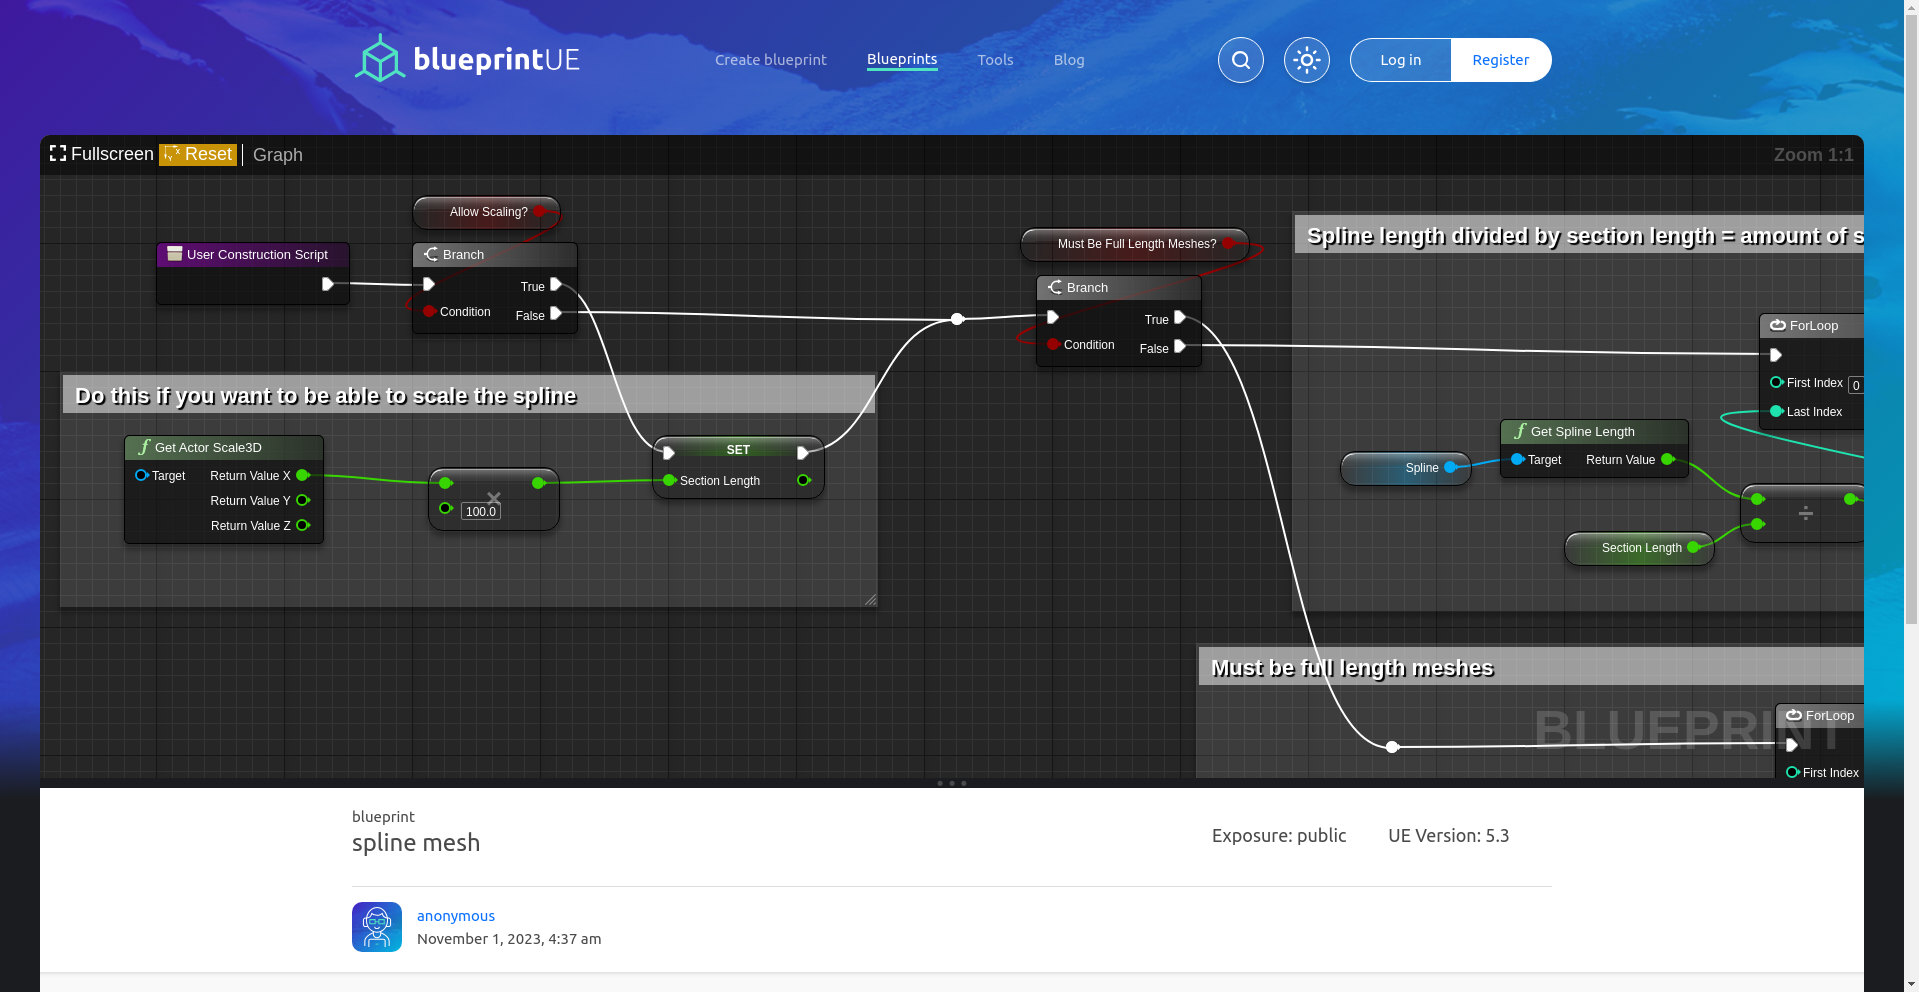 blueprintUE
Create blueprint
Blueprints
Tools
Blog
Log in
Register
Fullscreen
Reset
Graph
Zoom 1:1
Allow Scaling?
User Construction Script
Branch
True
Condition
False
Must Be Full Length Meshes?
Branch
True
Condition
False
Spline length divided by section length = amount of s
ForLoop
First Index
0
Last Index
Do this if you want to be able to scale the spline
Get Actor Scale3D
Target
Return Value X
Return Value Y
Return Value Z
×
100.0
SET
Section Length
Get Spline Length
Spline
Target
Return Value
÷
Section Length
Must be full length meshes
BLUEPRINT
ForLoop
First Index
blueprint
spline mesh
Exposure: public
UE Version: 5.3
anonymous
November 1, 2023, 4:37 am